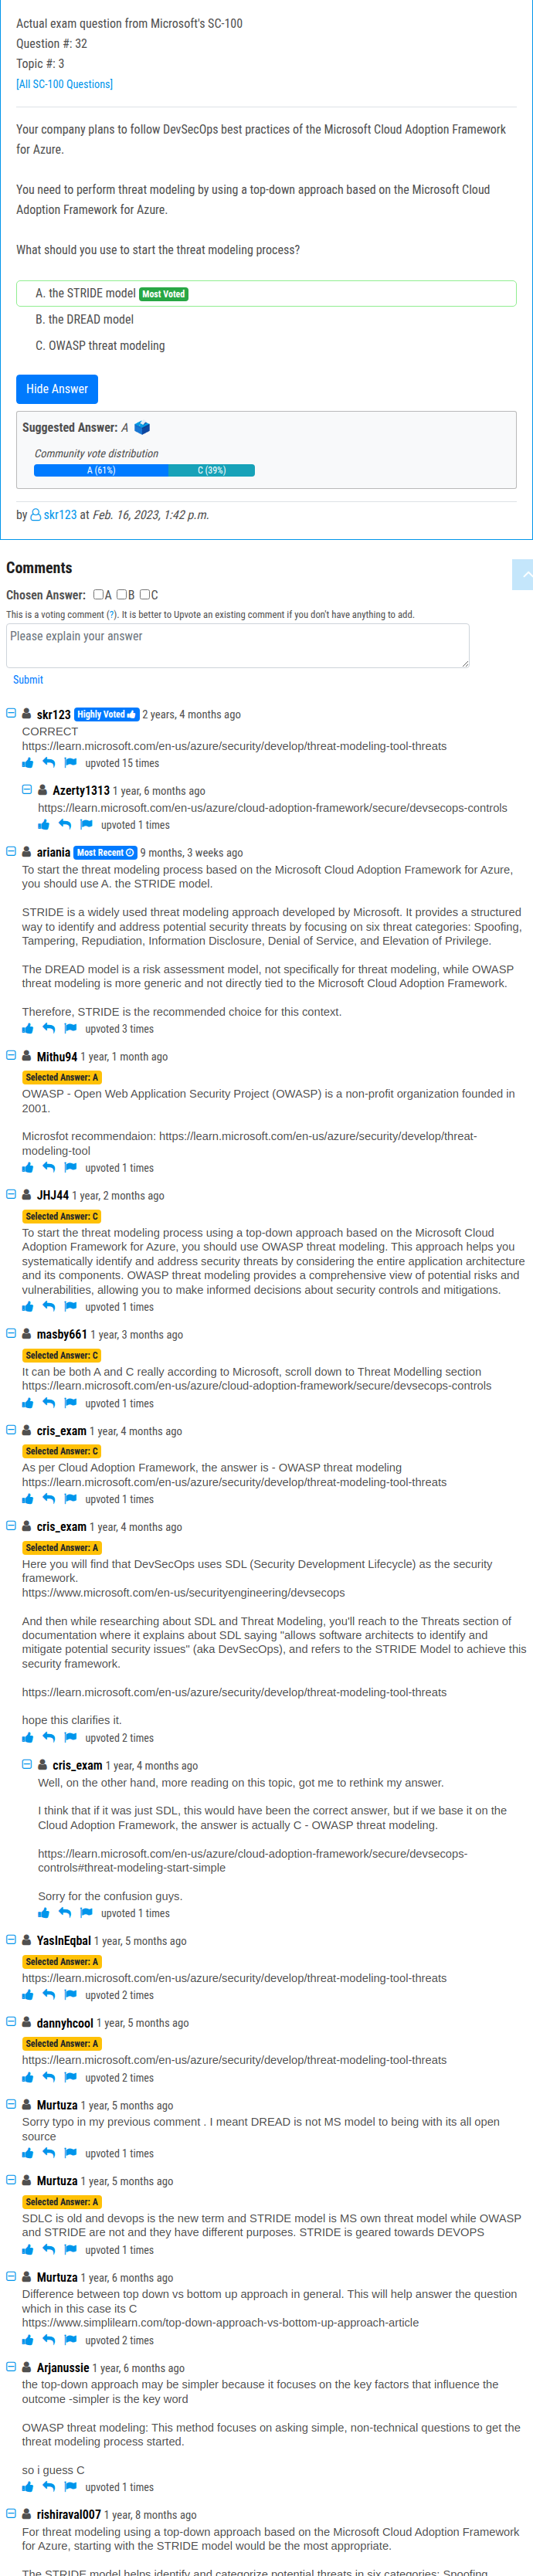 Actual exam question from Microsoft's SC-100
Question #: 32
Topic #: 3
[All SC-100 Questions]
Your company plans to follow DevSecOps best practices of the Microsoft Cloud Adoption Framework
for Azure.
You need to perform threat modeling by using a top-down approach based on the Microsoft Cloud
Adoption Framework for Azure.
What should you use to start the threat modeling process?
A. the STRIDE model Most Voted
B. the DREAD model
C. OWASP threat modeling
Hide Answer
Suggested Answer: A
Community vote distribution
A (61%) C (39%)
by skr123 at Feb. 16, 2023, 1:42 p.m.
Comments
Chosen Answer: A B C
This is a voting comment (?). It is better to Upvote an existing comment if you don't have anything to add.
Please explain your answer
Submit
skr123 Highly Voted 2 years, 4 months ago
CORRECT
https://learn.microsoft.com/en-us/azure/security/develop/threat-modeling-tool-threats
upvoted 15 times
Azerty1313 1 year, 6 months ago
https://learn.microsoft.com/en-us/azure/cloud-adoption-framework/secure/devsecops-controls
upvoted 1 times
ariania Most Recent 9 months, 3 weeks ago
To start the threat modeling process based on the Microsoft Cloud Adoption Framework for Azure,
you should use A. the STRIDE model.
STRIDE is a widely used threat modeling approach developed by Microsoft. It provides a structured
way to identify and address potential security threats by focusing on six threat categories: Spoofing,
Tampering, Repudiation, Information Disclosure, Denial of Service, and Elevation of Privilege.
The DREAD model is a risk assessment model, not specifically for threat modeling, while OWASP
threat modeling is more generic and not directly tied to the Microsoft Cloud Adoption Framework.
Therefore, STRIDE is the recommended choice for this context.
upvoted 3 times
Mithu94 1 year, 1 month ago
Selected Answer: A
OWASP - Open Web Application Security Project (OWASP) is a non-profit organization founded in
2001.
Microsfot recommendaion: https://learn.microsoft.com/en-us/azure/security/develop/threat-
modeling-tool
upvoted 1 times
JHJ44 1 year, 2 months ago
Selected Answer: C
To start the threat modeling process using a top-down approach based on the Microsoft Cloud
Adoption Framework for Azure, you should use OWASP threat modeling. This approach helps you
systematically identify and address security threats by considering the entire application architecture
and its components. OWASP threat modeling provides a comprehensive view of potential risks and
vulnerabilities, allowing you to make informed decisions about security controls and mitigations.
upvoted 1 times
masby661 1 year, 3 months ago
Selected Answer: C
It can be both A and C really according to Microsoft, scroll down to Threat Modelling section
https://learn.microsoft.com/en-us/azure/cloud-adoption-framework/secure/devsecops-controls
upvoted 1 times
cris_exam 1 year, 4 months ago
Selected Answer: C
As per Cloud Adoption Framework, the answer is - OWASP threat modeling
https://learn.microsoft.com/en-us/azure/security/develop/threat-modeling-tool-threats
upvoted 1 times
cris_exam 1 year, 4 months ago
Selected Answer: A
Here you will find that DevSecOps uses SDL (Security Development Lifecycle) as the security
framework.
https://www.microsoft.com/en-us/securityengineering/devsecops
And then while researching about SDL and Threat Modeling, you'll reach to the Threats section of
documentation where it explains about SDL saying "allows software architects to identify and
mitigate potential security issues" (aka DevSecOps), and refers to the STRIDE Model to achieve this
security framework.
https://learn.microsoft.com/en-us/azure/security/develop/threat-modeling-tool-threats
hope this clarifies it.
upvoted 2 times
cris_exam 1 year, 4 months ago
Well, on the other hand, more reading on this topic, got me to rethink my answer.
I think that if it was just SDL, this would have been the correct answer, but if we base it on the
Cloud Adoption Framework, the answer is actually C - OWASP threat modeling.
https://learn.microsoft.com/en-us/azure/cloud-adoption-framework/secure/devsecops-
controls#threat-modeling-start-simple
Sorry for the confusion guys.
upvoted 1 times
YasInEqbal 1 year, 5 months ago
Selected Answer: A
https://learn.microsoft.com/en-us/azure/security/develop/threat-modeling-tool-threats
upvoted 2 times
dannyhcool 1 year, 5 months ago
Selected Answer: A
https://learn.microsoft.com/en-us/azure/security/develop/threat-modeling-tool-threats
upvoted 2 times
Murtuza 1 year, 5 months ago
Sorry typo in my previous comment . I meant DREAD is not MS model to being with its all open
source
upvoted 1 times
Murtuza 1 year, 5 months ago
Selected Answer: A
SDLC is old and devops is the new term and STRIDE model is MS own threat model while OWASP
and STRIDE are not and they have different purposes. STRIDE is geared towards DEVOPS
upvoted 1 times
Murtuza 1 year, 6 months ago
Difference between top down vs bottom up approach in general. This will help answer the question
which in this case its C
https://www.simplilearn.com/top-down-approach-vs-bottom-up-approach-article
upvoted 2 times
Arjanussie 1 year, 6 months ago
the top-down approach may be simpler because it focuses on the key factors that influence the
outcome -simpler is the key word
OWASP threat modeling: This method focuses on asking simple, non-technical questions to get the
threat modeling process started.
so i guess C
upvoted 1 times
rishiraval007 1 year, 8 months ago
For threat modeling using a top-down approach based on the Microsoft Cloud Adoption Framework
for Azure, starting with the STRIDE model would be the most appropriate.
The STRIDE model helps identify and categorize potential threats in six categories: Spoofing